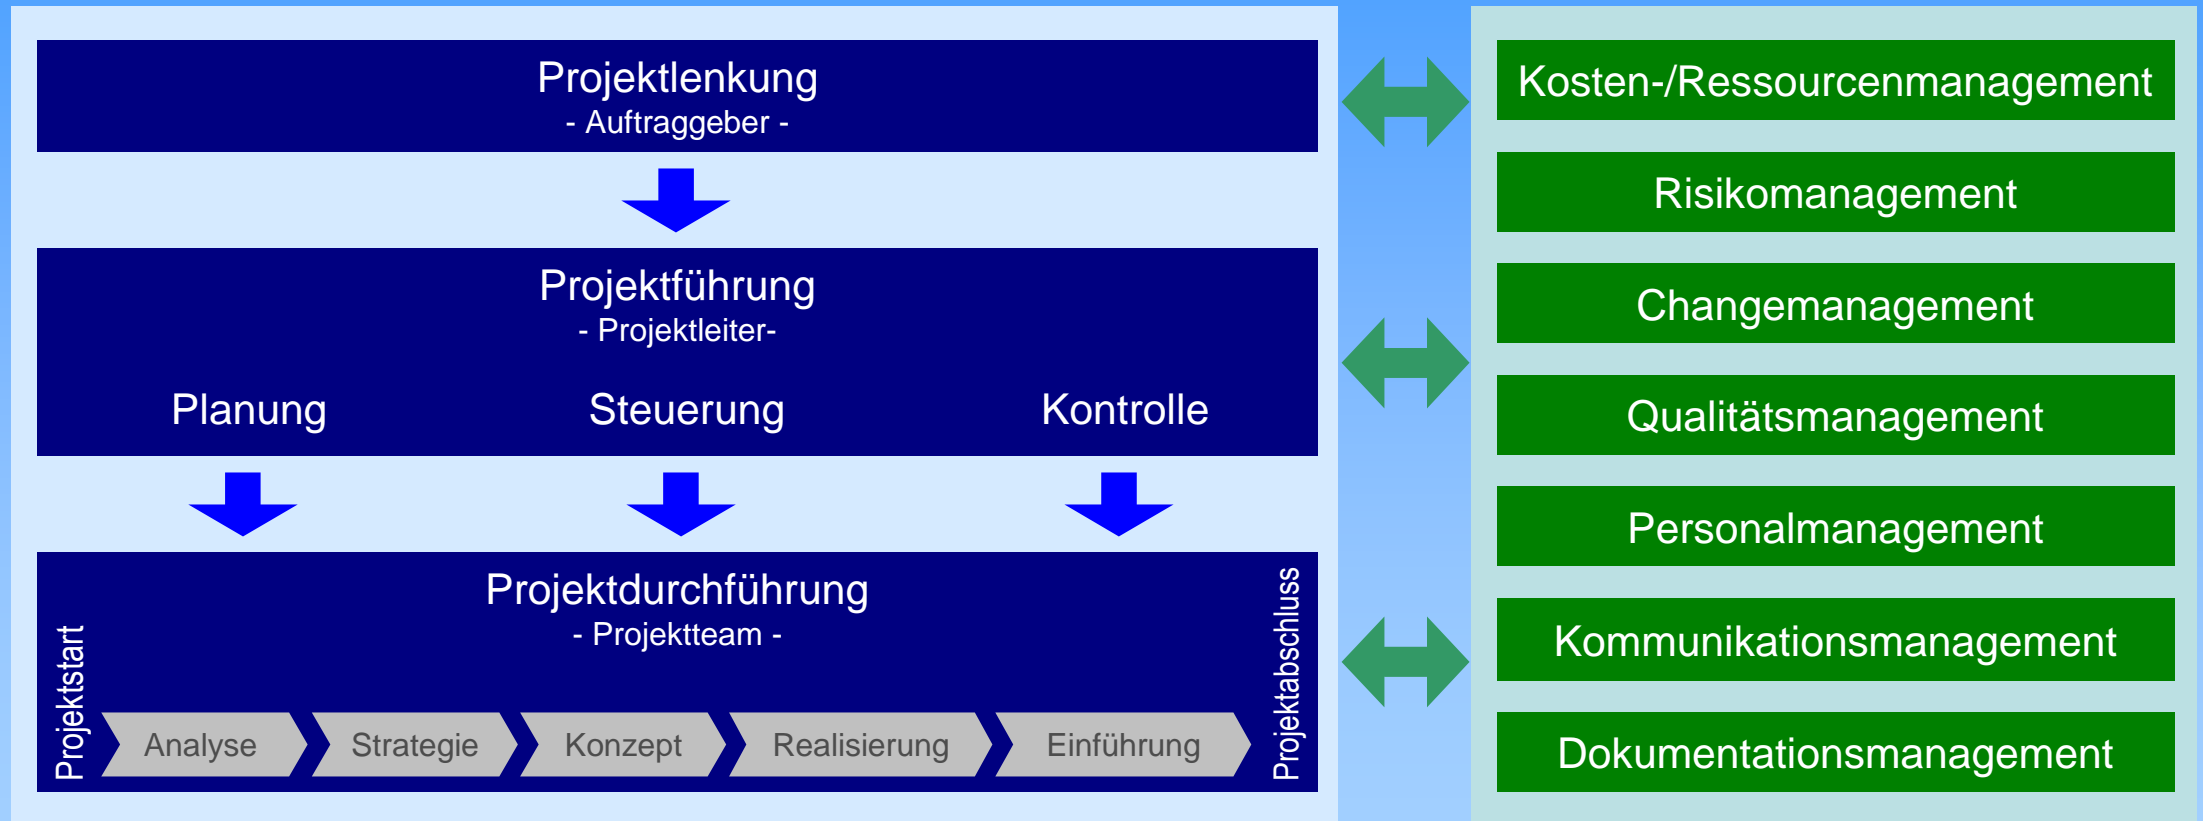 Projektlenkung
- Auftraggeber -
Projektführung
- Projektleiter-
Planung
Steuerung
Kontrolle
Projektdurchführung
- Projektteam -
Projektstart
Analyse
Strategie
Konzept
Realisierung
Einführung
Projektabschluss
Kosten-/Ressourcenmanagement
Risikomanagement
Changemanagement
Qualitätsmanagement
Personalmanagement
Kommunikationsmanagement
Dokumentationsmanagement